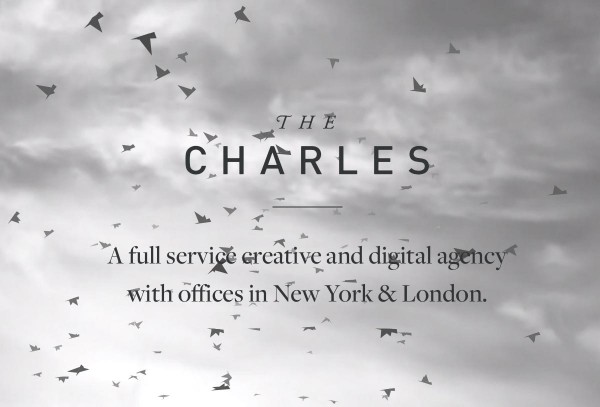 THE
CHARLES
A full service creative and digital agency
with offices in New York & London.